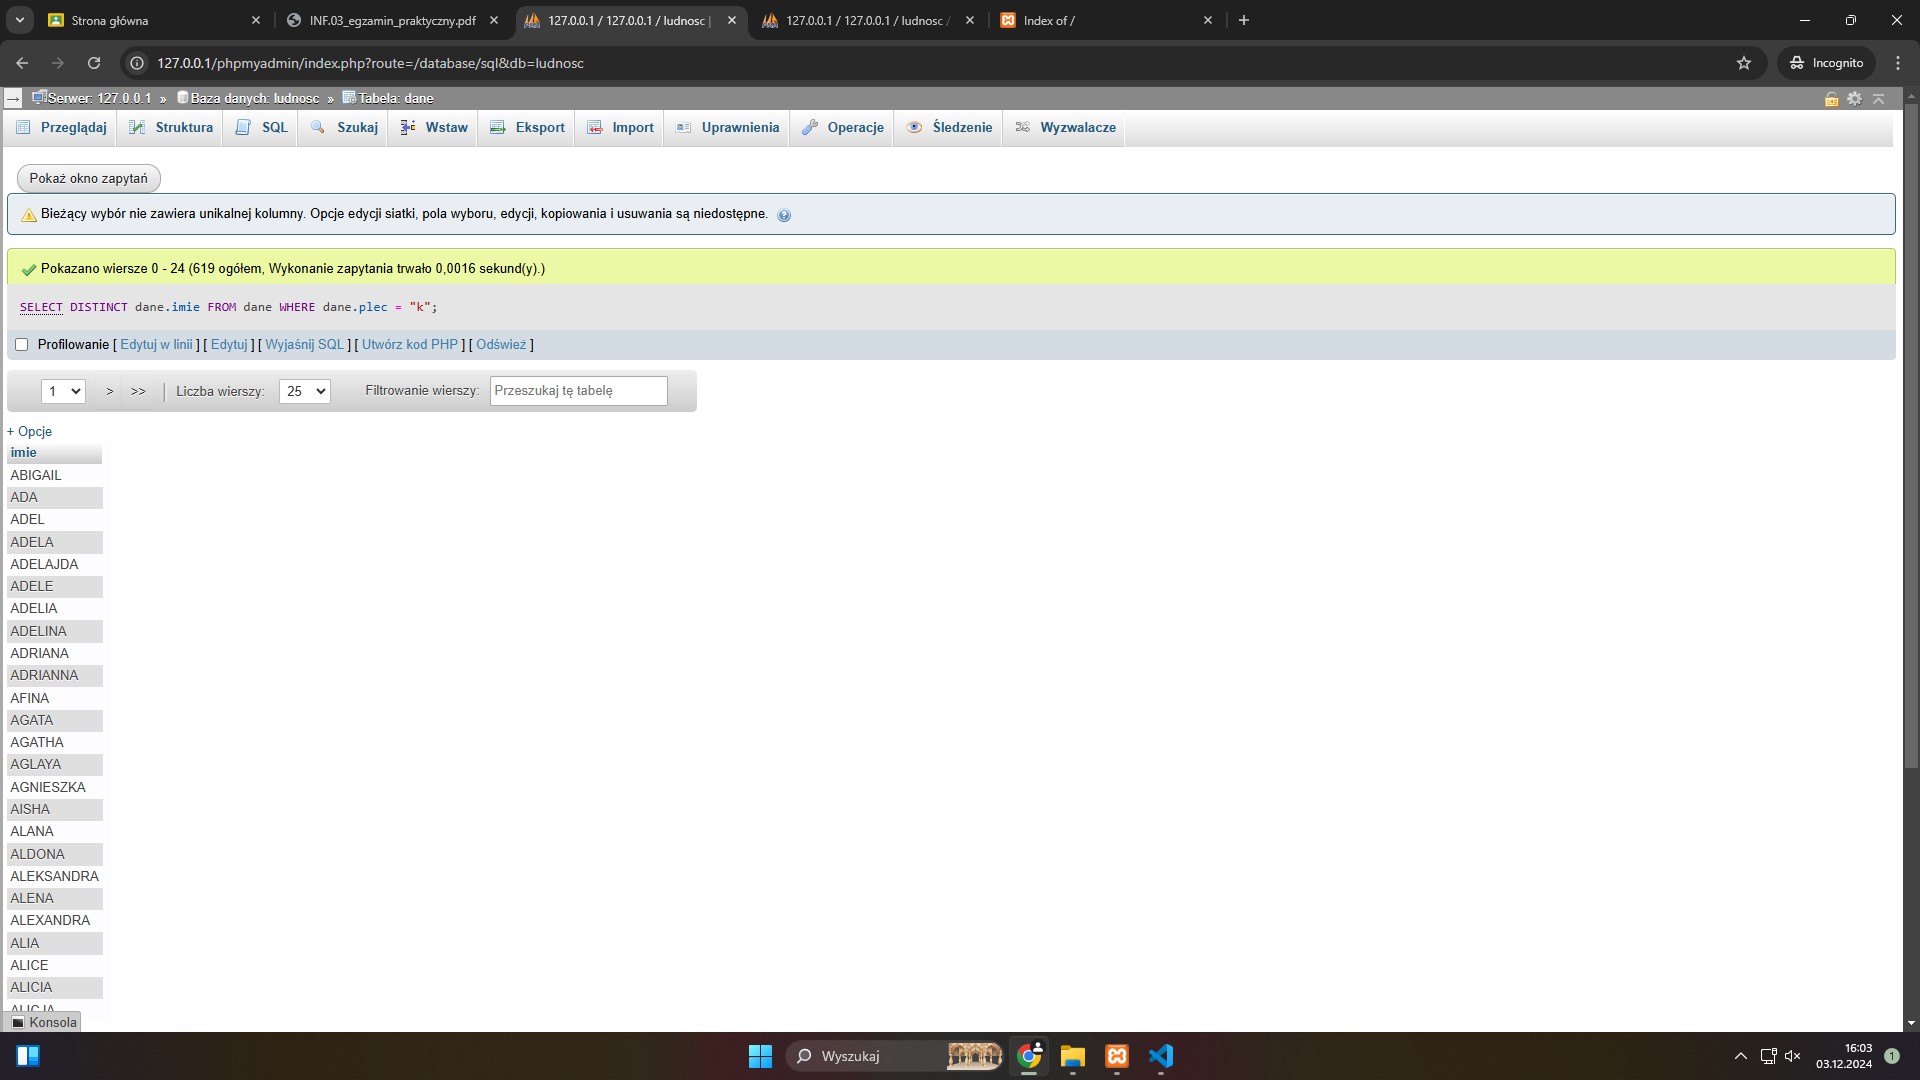 Strona główna
INF.03_egzamin_praktyczny.pdf
127.0.0.1 / 127.0.0.1 / ludnosc |
127.0.0.1 / 127.0.0.1 / ludnosc /
Index of /
127.0.0.1/phpmyadmin/index.php?route=/database/sql&db=ludnosc
Incognito
Serwer: 127.0.0.1 » Baza danych: ludnosc » Tabela: dane
Przeglądaj Struktura SQL Szukaj Wstaw Eksport Import Uprawnienia Operacje Śledzenie Wyzwalacze
Pokaż okno zapytań
Bieżący wybór nie zawiera unikalnej kolumny. Opcje edycji siatki, pola wyboru, edycji, kopiowania i usuwania są niedostępne.
Pokazano wiersze 0 - 24 (619 ogółem, Wykonanie zapytania trwało 0,0016 sekund(y).)
SELECT DISTINCT dane.imie FROM dane WHERE dane.plec = "k";
Profilowanie [ Edytuj w linii ] [ Edytuj ] [ Wyjaśnij SQL ] [ Utwórz kod PHP ] [ Odśwież ]
1 > >> | Liczba wierszy: 25 Filtrowanie wierszy: Przeszukaj tę tabelę
+ Opcje
imie
ABIGAIL
ADA
ADEL
ADELA
ADELAJDA
ADELE
ADELIA
ADELINA
ADRIANA
ADRIANNA
AFINA
AGATA
AGATHA
AGLAYA
AGNIESZKA
AISHA
ALANA
ALDONA
ALEKSANDRA
ALENA
ALEXANDRA
ALIA
ALICE
ALICIA
ALICJA
Konsola
Wyszukaj
16:03
03.12.2024
1